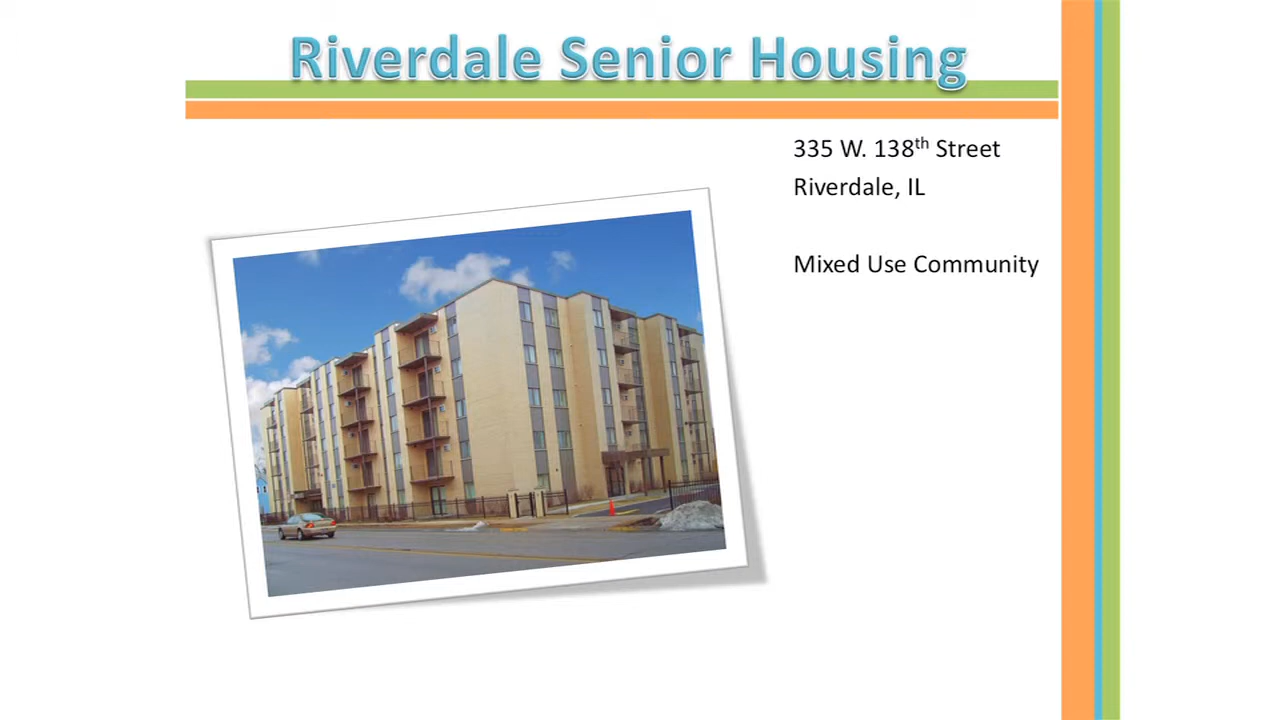 Riverdale Senior Housing
335 W. 138th Street
Riverdale, IL
Mixed Use Community